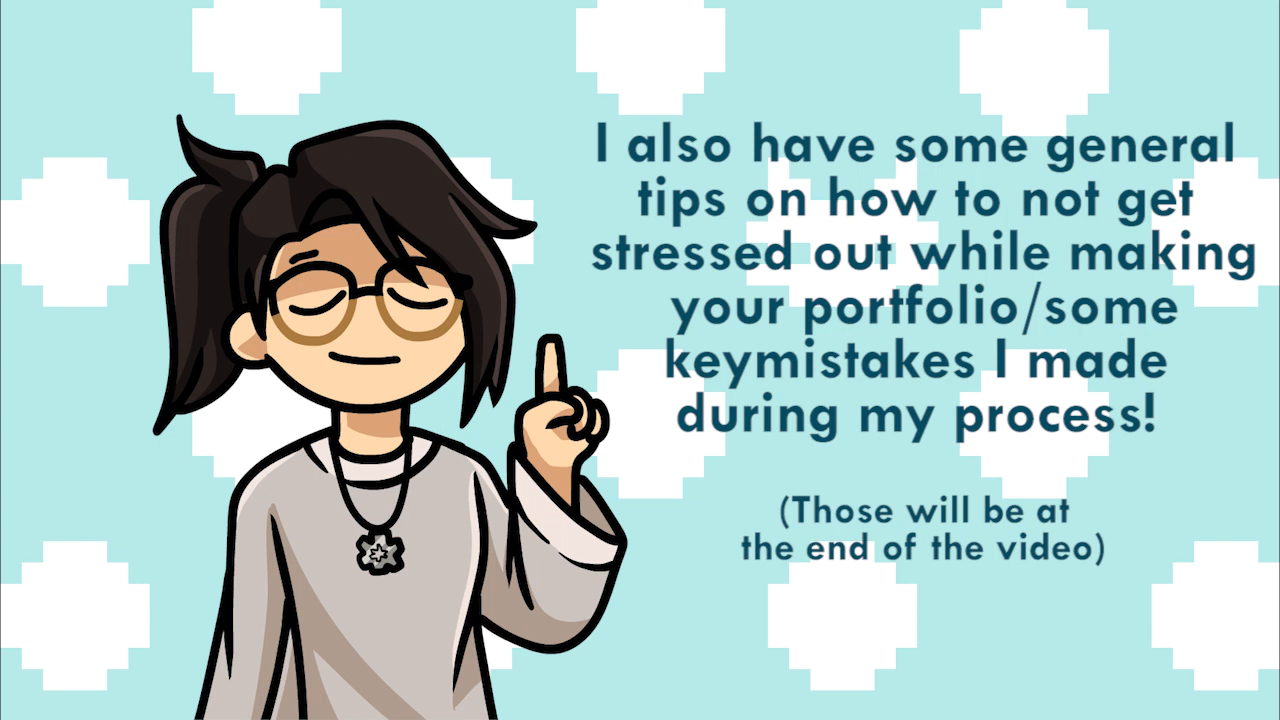 I also have some general
tips on how to not get
stressed out while making
your portfolio/some
keymistakes I made
during my process!
(Those will be at
the end of the video)